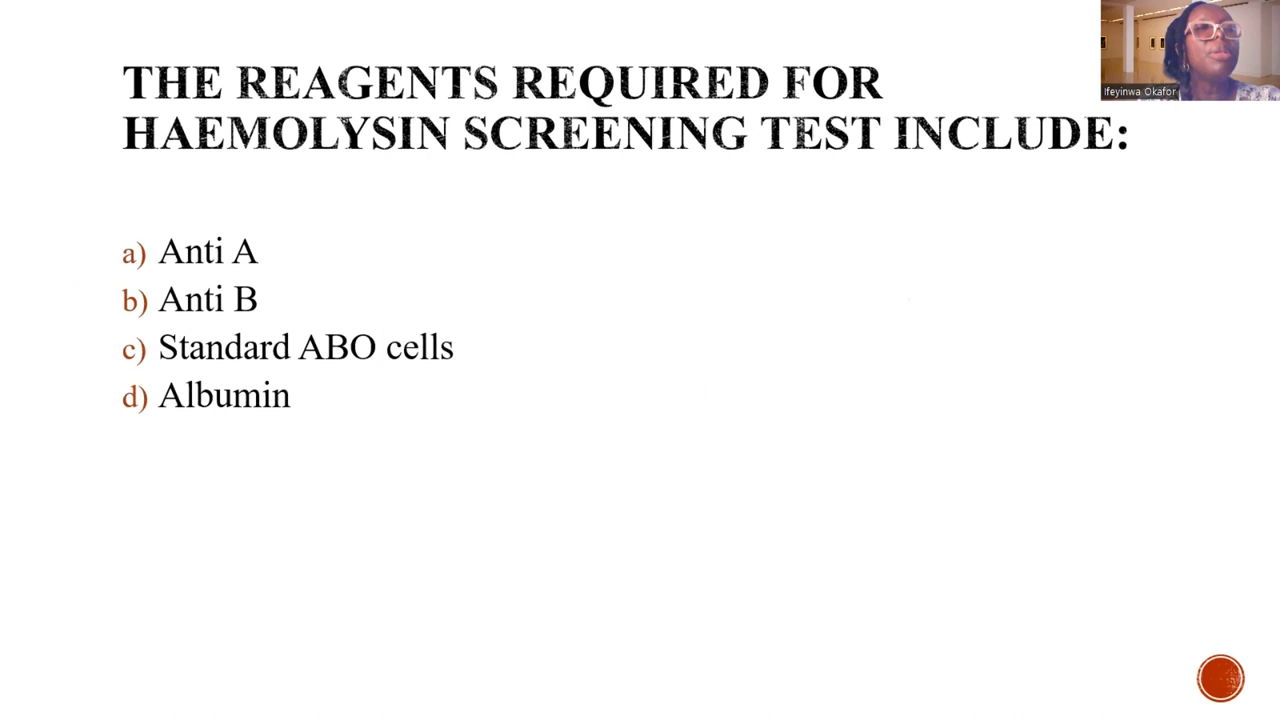 THE REAGENTS REQUIRED FOR
HAEMOLYSIN SCREENING TEST INCLUDE:
a) Anti A
b) Anti B
c) Standard ABO cells
d) Albumin
Ifeyinwa Okafor